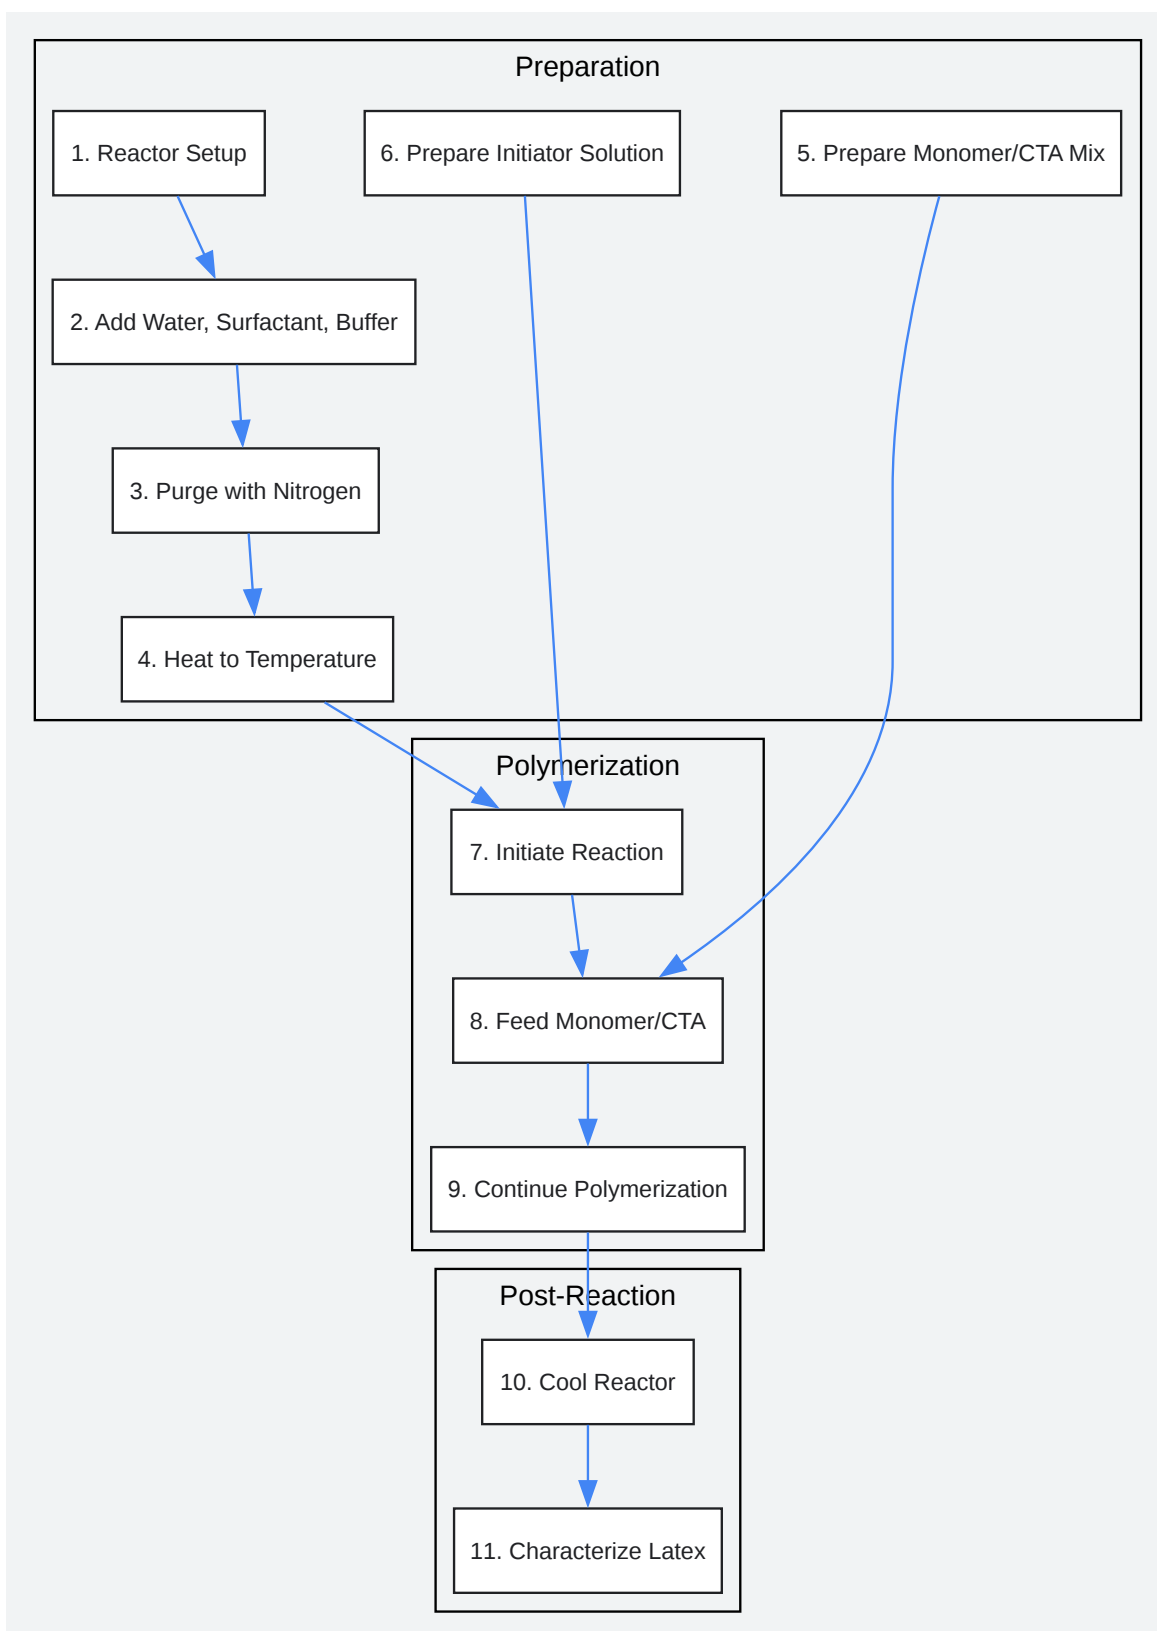 Preparation
1. Reactor Setup
6. Prepare Initiator Solution
5. Prepare Monomer/CTA Mix
2. Add Water, Surfactant, Buffer
3. Purge with Nitrogen
4. Heat to Temperature
Polymerization
7. Initiate Reaction
8. Feed Monomer/CTA
9. Continue Polymerization
Post-Reaction
10. Cool Reactor
11. Characterize Latex